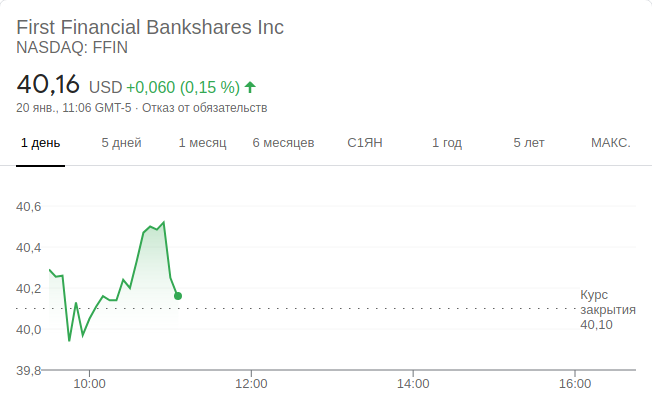 First Financial Bankshares Inc
NASDAQ: FFIN
40,16 USD +0,060 (0,15 %)
20 янв., 11:06 GMT-5 · Отказ от обязательств
1 день 5 дней 1 месяц 6 месяцев С1ЯН 1 год 5 лет МАКС.
40,6
40,4
40,2
40,0
39,8
Курс
закрытия
40,10
10:00 12:00 14:00 16:00